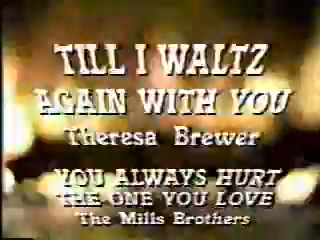 TILL I WALTZ
AGAIN WITH YOU
Theresa Brewer
YOU ALWAYS HURT
THE ONE YOU LOVE
The Mills Brothers